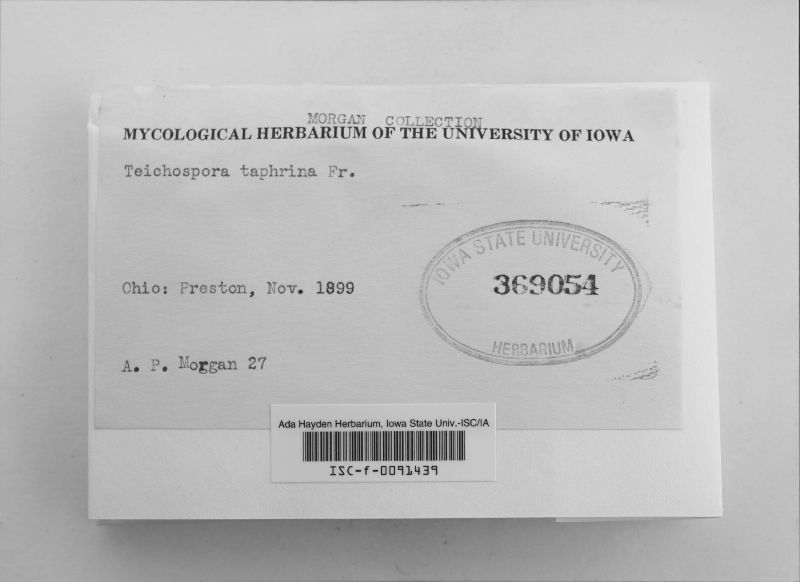 MORGAN COLLECTION
MYCOLOGICAL HERBARIUM OF THE UNIVERSITY OF IOWA
Teichospora taphrina Fr.
IOWA STATE UNIVERSITY
369054
HERBARIUM
Ohio: Preston, Nov. 1899
A. P. Morgan 27
Ada Hayden Herbarium, Iowa State Univ.-ISC/IA
ISC-f-0091439